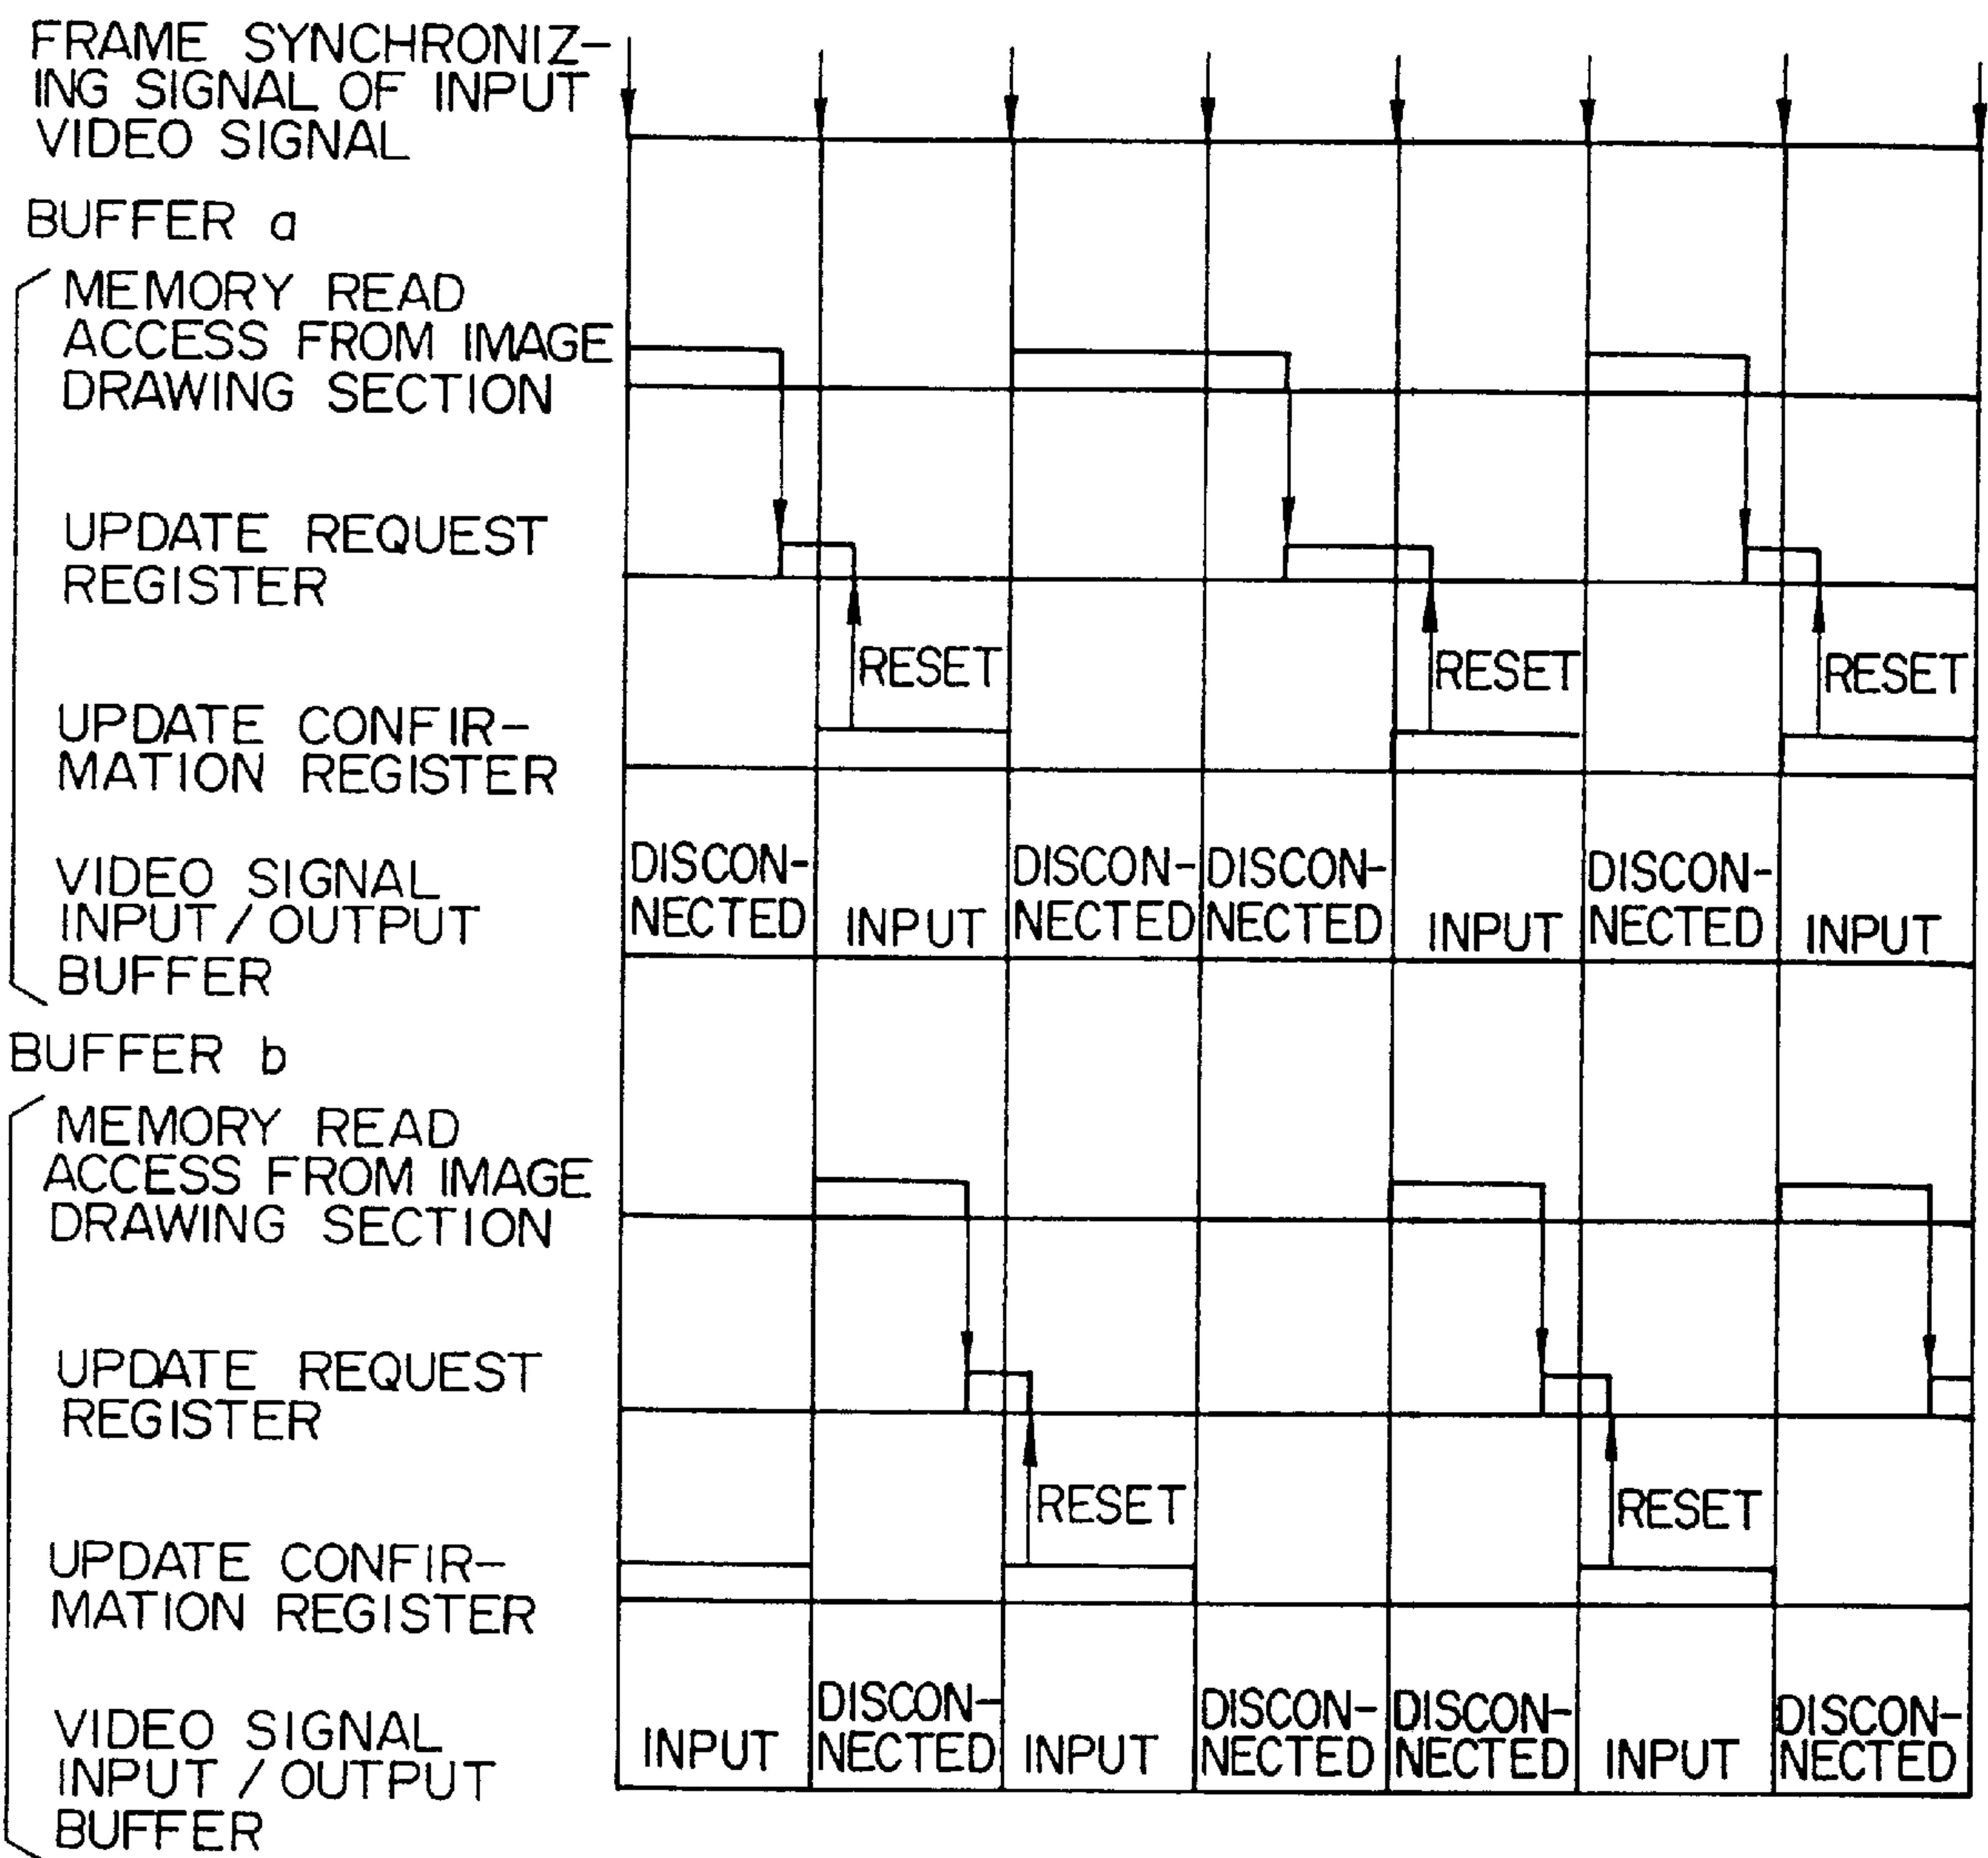 FRAME SYNCHRONIZ-
ING SIGNAL OF INPUT
VIDEO SIGNAL
BUFFER a
MEMORY READ
ACCESS FROM IMAGE
DRAWING SECTION
UPDATE REQUEST
REGISTER
RESET RESET RESET
UPDATE CONFIR-
MATION REGISTER
DISCON- DISCON- DISCON- DISCON-
NECTED INPUT NECTED NECTED INPUT NECTED INPUT
VIDEO SIGNAL
INPUT/OUTPUT
BUFFER
BUFFER b
MEMORY READ
ACCESS FROM IMAGE
DRAWING SECTION
UPDATE REQUEST
REGISTER
RESET RESET
UPDATE CONFIR-
MATION REGISTER
DISCON- DISCON- DISCON- DISCON-
INPUT NECTED INPUT NECTED NECTED INPUT NECTED
VIDEO SIGNAL
INPUT/OUTPUT
BUFFER